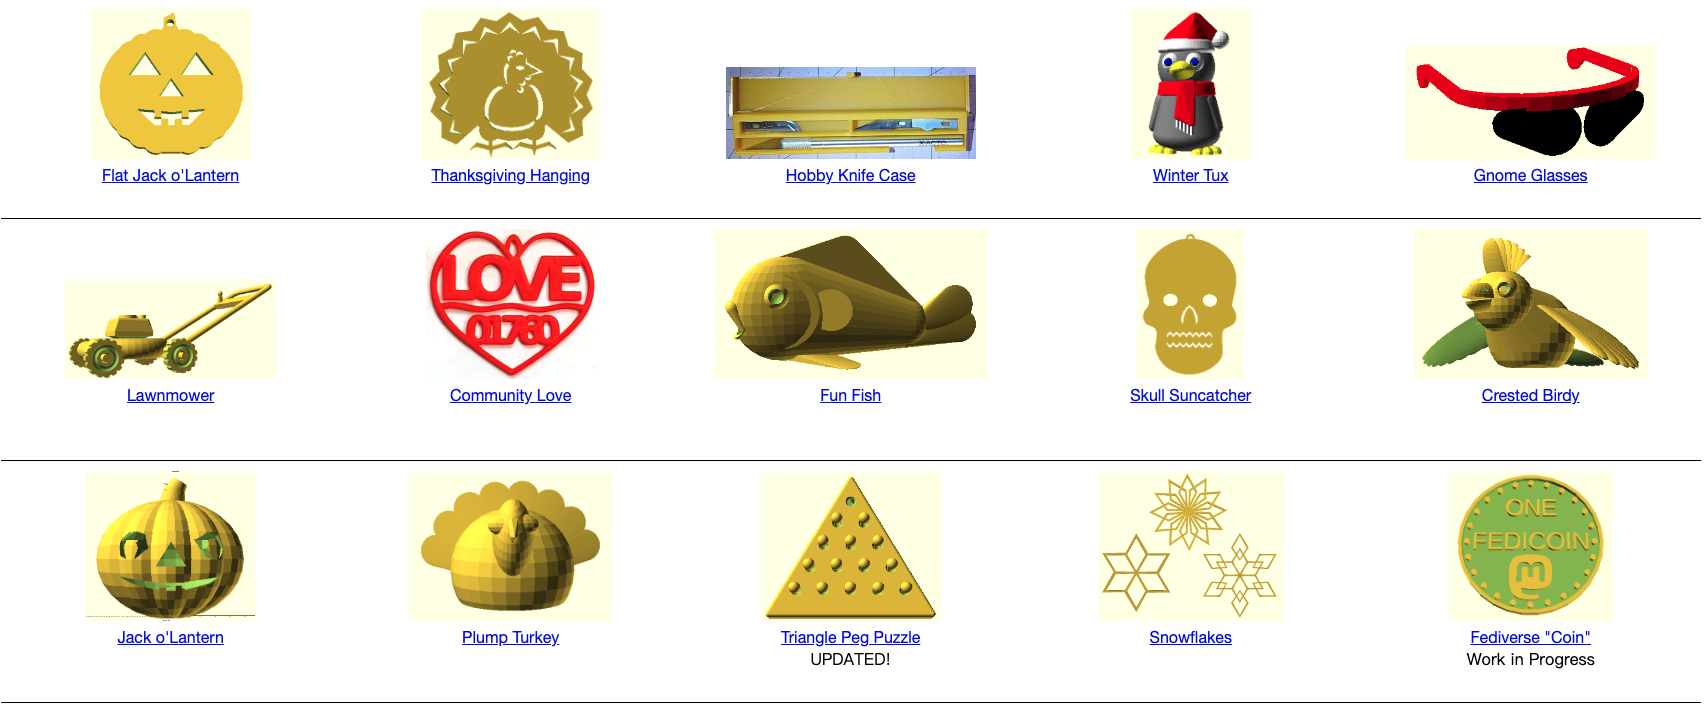 XACTO
Flat Jack o'Lantern
Thanksgiving Hanging
Hobby Knife Case
Winter Tux
Gnome Glasses
LOVE
01760
Lawnmower
Community Love
Fun Fish
Skull Suncatcher
Crested Birdy
ONE
FEDICOIN
Jack o'Lantern
Plump Turkey
Triangle Peg Puzzle
UPDATED!
Snowflakes
Fediverse "Coin"
Work in Progress